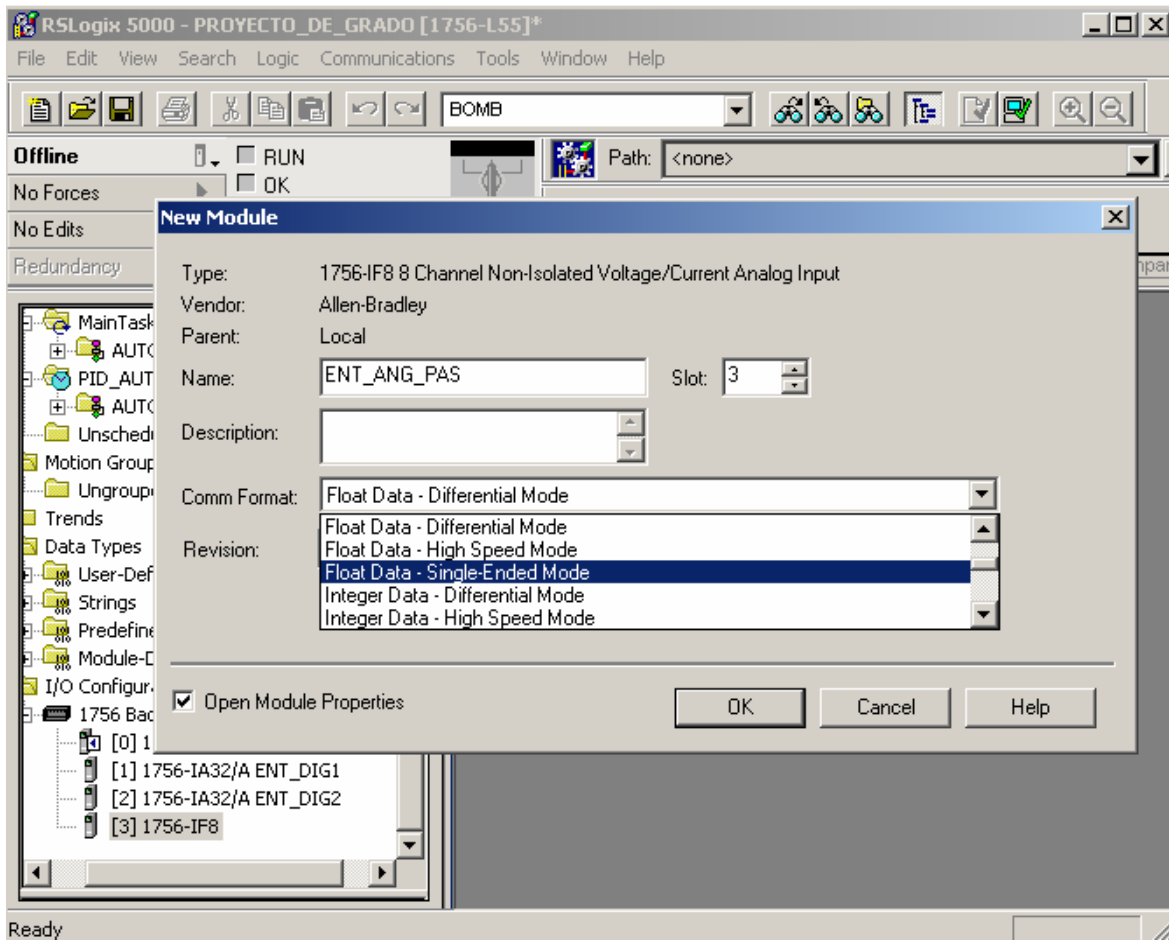 RSLogix 5000 - PROYECTO_DE_GRADO [1756-L55]*
File Edit View Search Logic Communications Tools Window Help
BOMB
Offline
RUN
Path: <none>
No Forces
OK
No Edits
Redundancy
New Module
Type: 1756-IF8 8 Channel Non-Isolated Voltage/Current Analog Input
Vendor: Allen-Bradley
Parent: Local
Name: ENT_ANG_PAS Slot: 3
Description:
Comm Format: Float Data - Differential Mode
Float Data - Differential Mode
Revision:
Float Data - High Speed Mode
Float Data - Single-Ended Mode
Integer Data - Differential Mode
Integer Data - High Speed Mode
Open Module Properties OK Cancel Help
MainTask
AUTO
PID_AUT
AUTO
Unschedu
Motion Group
Ungroupe
Trends
Data Types
User-Def
Strings
Predefine
Module-D
I/O Configura
1756 Bac
[0] 1
[1] 1756-IA32/A ENT_DIG1
[2] 1756-IA32/A ENT_DIG2
[3] 1756-IF8
Ready